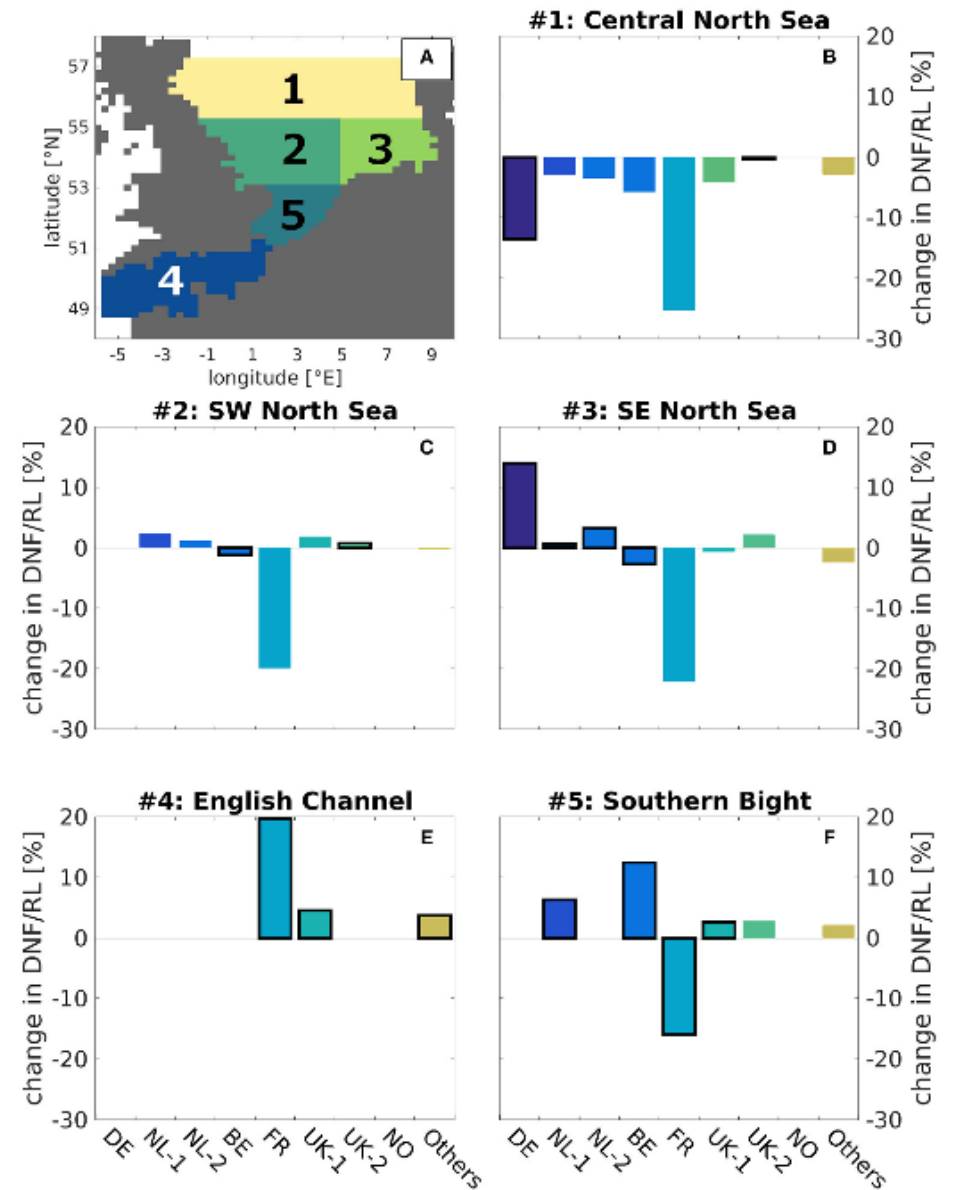 #1: Central North Sea
A
57
55
53
51
49
latitude [°N]
1
2
3
5
4
-5 -3 -1 1 3 5 7 9
longitude [°E]
B
20
10
0
-10
-20
-30
change in DNF/RL [%]
#2: SW North Sea
C
20
10
0
-10
-20
-30
change in DNF/RL [%]
#3: SE North Sea
D
20
10
0
-10
-20
-30
change in DNF/RL [%]
#4: English Channel
E
20
10
0
-10
-20
-30
change in DNF/RL [%]
DE NL-1 NL-2 BE FR UK-1 UK-2 NO Others
#5: Southern Bight
F
20
10
0
-10
-20
-30
change in DNF/RL [%]
DE NL-1 NL-2 BE FR UK-1 UK-2 NO Others